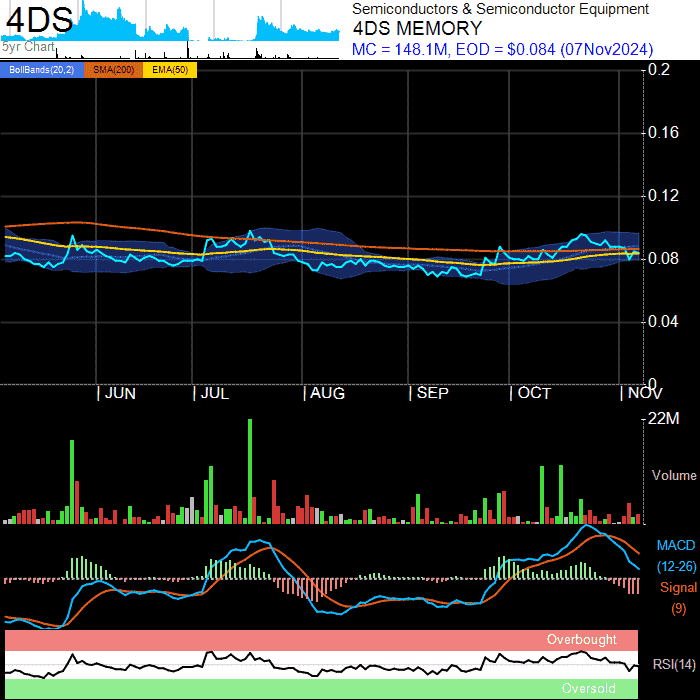 4DS
5yr Chart
Semiconductors & Semiconductor Equipment
4DS MEMORY
MC = 148.1M, EOD = $0.084 (07Nov2024)
BollBands(20,2) SMA(200) EMA(50)
0.2
0.16
0.12
0.08
0.04
0
| JUN | JUL | AUG | SEP | OCT | NOV
22M
Volume
MACD
(12-26)
Signal
(9)
Overbought
RSI(14)
Oversold